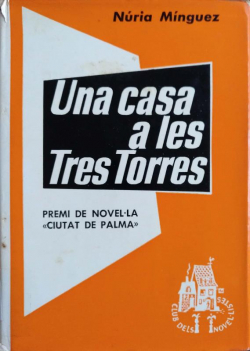 Núria Mínguez
Una casa
a les
Tres Torres
PREMI DE NOVEL·LA
«CIUTAT DE PALMA»
CLUB DELS NOVEL·LISTES